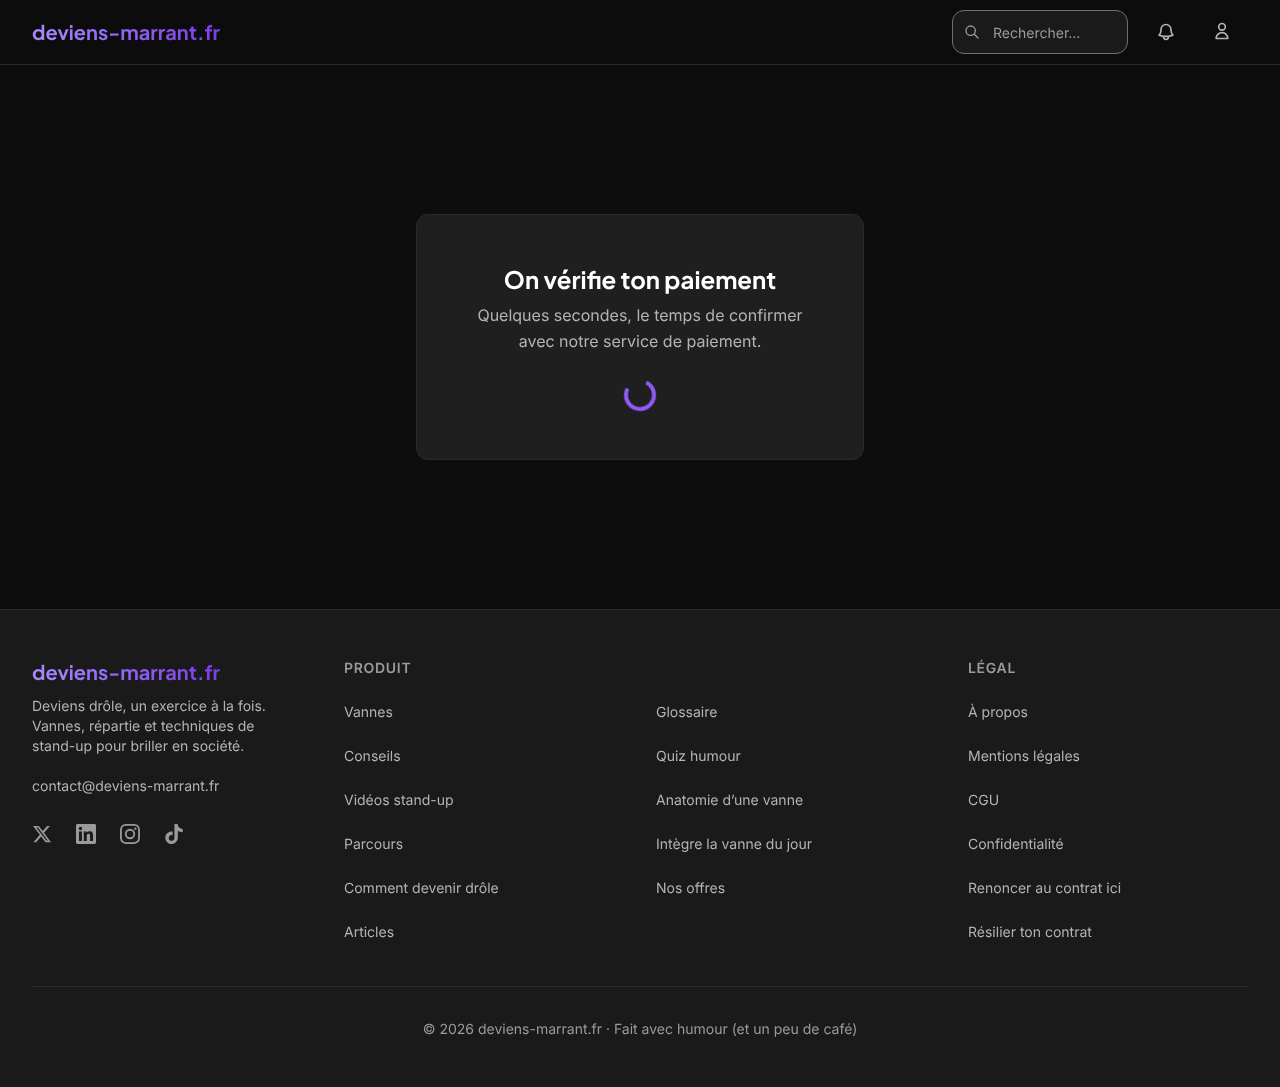 deviens-marrant.fr
Rechercher...
On vérifie ton paiement
Quelques secondes, le temps de confirmer
avec notre service de paiement.
deviens-marrant.fr
Deviens drôle, un exercice à la fois.
Vannes, répartie et techniques de
stand-up pour briller en société.
contact@deviens-marrant.fr
PRODUIT
Vannes
Conseils
Vidéos stand-up
Parcours
Comment devenir drôle
Articles
Glossaire
Quiz humour
Anatomie d’une vanne
Intègre la vanne du jour
Nos offres
LÉGAL
À propos
Mentions légales
CGU
Confidentialité
Renoncer au contrat ici
Résilier ton contrat
© 2026 deviens-marrant.fr · Fait avec humour (et un peu de café)